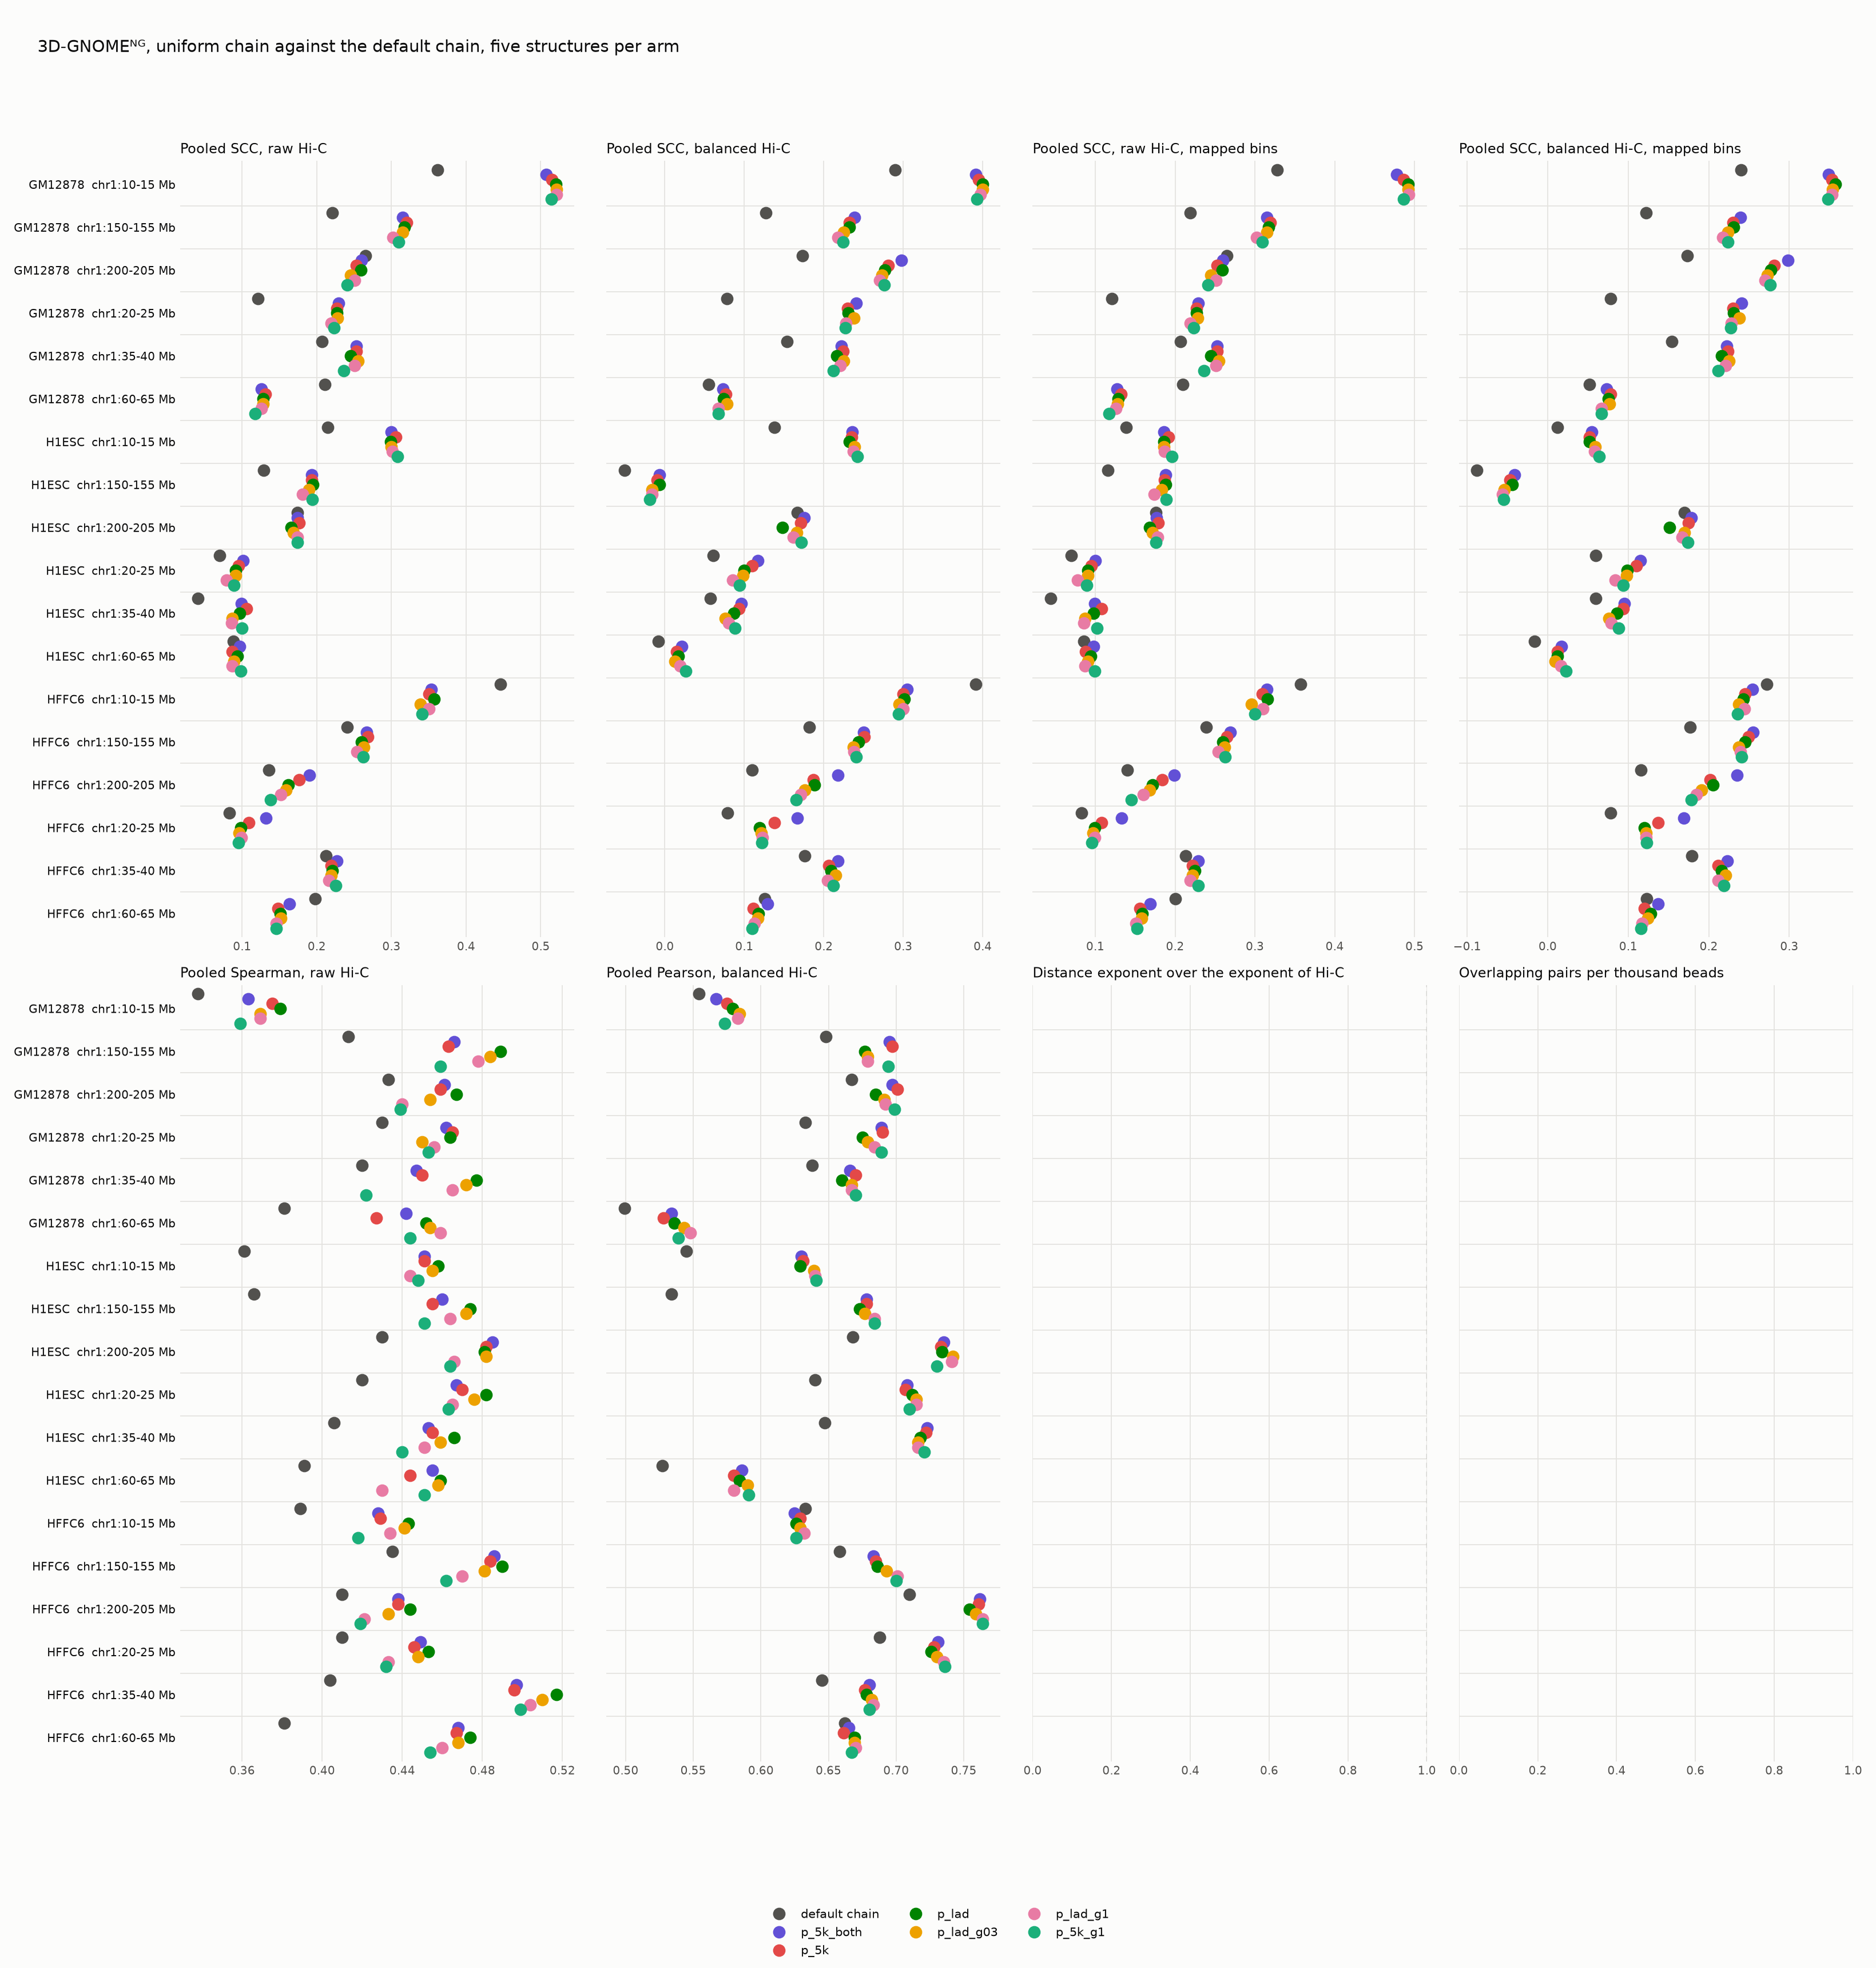 3D-GNOMEᴺᴳ, uniform chain against the default chain, five structures per arm
Pooled SCC, raw Hi-C
Pooled SCC, balanced Hi-C
Pooled SCC, raw Hi-C, mapped bins
Pooled SCC, balanced Hi-C, mapped bins
GM12878 chr1:10-15 Mb
GM12878 chr1:150-155 Mb
GM12878 chr1:200-205 Mb
GM12878 chr1:20-25 Mb
GM12878 chr1:35-40 Mb
GM12878 chr1:60-65 Mb
H1ESC chr1:10-15 Mb
H1ESC chr1:150-155 Mb
H1ESC chr1:200-205 Mb
H1ESC chr1:20-25 Mb
H1ESC chr1:35-40 Mb
H1ESC chr1:60-65 Mb
HFFC6 chr1:10-15 Mb
HFFC6 chr1:150-155 Mb
HFFC6 chr1:200-205 Mb
HFFC6 chr1:20-25 Mb
HFFC6 chr1:35-40 Mb
HFFC6 chr1:60-65 Mb
0.1 0.2 0.3 0.4 0.5
0.0 0.1 0.2 0.3 0.4
0.1 0.2 0.3 0.4 0.5
−0.1 0.0 0.1 0.2 0.3
Pooled Spearman, raw Hi-C
Pooled Pearson, balanced Hi-C
Distance exponent over the exponent of Hi-C
Overlapping pairs per thousand beads
GM12878 chr1:10-15 Mb
GM12878 chr1:150-155 Mb
GM12878 chr1:200-205 Mb
GM12878 chr1:20-25 Mb
GM12878 chr1:35-40 Mb
GM12878 chr1:60-65 Mb
H1ESC chr1:10-15 Mb
H1ESC chr1:150-155 Mb
H1ESC chr1:200-205 Mb
H1ESC chr1:20-25 Mb
H1ESC chr1:35-40 Mb
H1ESC chr1:60-65 Mb
HFFC6 chr1:10-15 Mb
HFFC6 chr1:150-155 Mb
HFFC6 chr1:200-205 Mb
HFFC6 chr1:20-25 Mb
HFFC6 chr1:35-40 Mb
HFFC6 chr1:60-65 Mb
0.36 0.40 0.44 0.48 0.52
0.50 0.55 0.60 0.65 0.70 0.75
0.0 0.2 0.4 0.6 0.8 1.0
0.0 0.2 0.4 0.6 0.8 1.0
default chain
p_5k_both
p_5k
p_lad
p_lad_g03
p_lad_g1
p_5k_g1